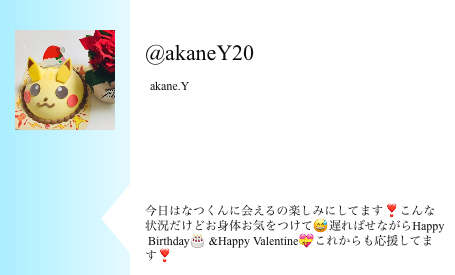 @akaneY20
akane.Y
今日はなつくんに会えるの楽しみにしてます❣️こんな
状況だけどお身体お気をつけて😅遅ればせながらHappy
Birthday🎂 &Happy Valentine💝これからも応援してま
す❣️